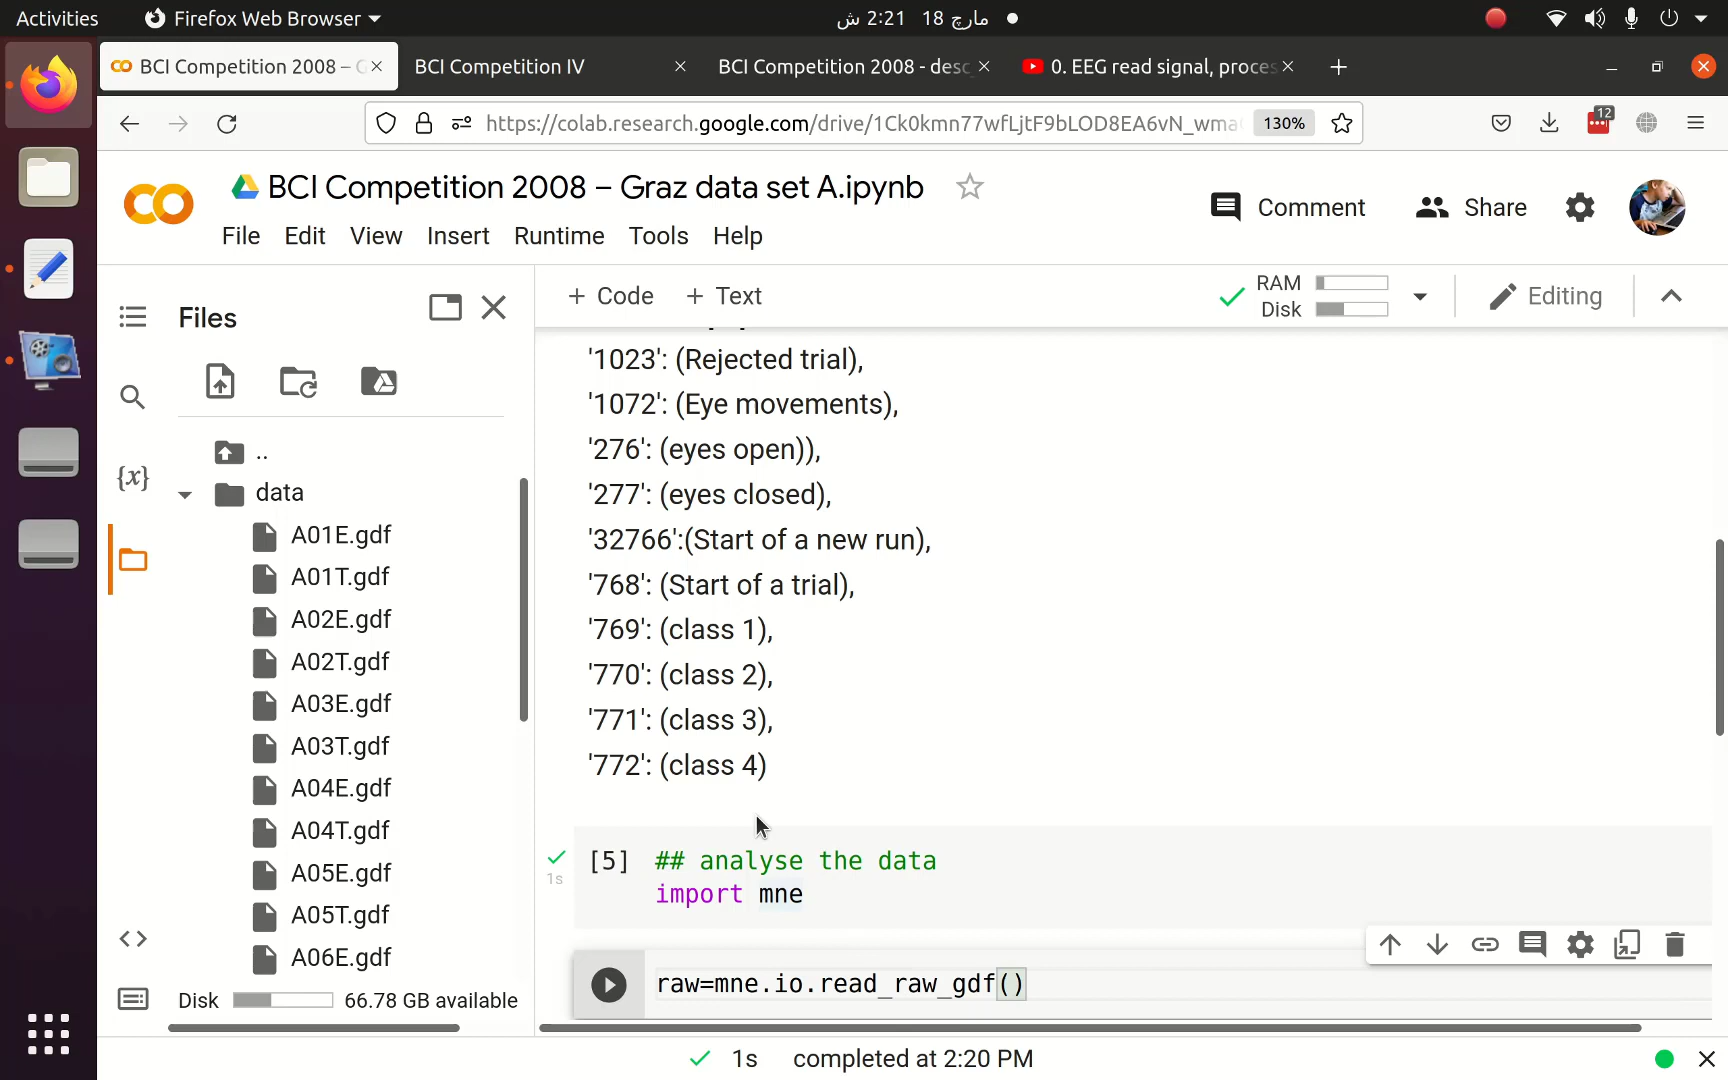 Activities
Firefox Web Browser
مارچ 18 2:21 ش
BCI Competition 2008 –
BCI Competition IV
BCI Competition 2008 - desc
0. EEG read signal, proces
https://colab.research.google.com/drive/1Ck0kmn77wfLjtF9bLOD8EA6vN_wma
130%
12
BCI Competition 2008 – Graz data set A.ipynb
Comment
Share
File Edit View Insert Runtime Tools Help
Files
+ Code + Text
RAM
Disk
Editing
..
data
A01E.gdf
A01T.gdf
A02E.gdf
A02T.gdf
A03E.gdf
A03T.gdf
A04E.gdf
A04T.gdf
A05E.gdf
A05T.gdf
A06E.gdf
{x}
<>
Disk 66.78 GB available
'1023': (Rejected trial),
'1072': (Eye movements),
'276': (eyes open)),
'277': (eyes closed),
'32766':(Start of a new run),
'768': (Start of a trial),
'769': (class 1),
'770': (class 2),
'771': (class 3),
'772': (class 4)
1s
[5] ## analyse the data
import mne
raw=mne.io.read_raw_gdf()
1s completed at 2:20 PM